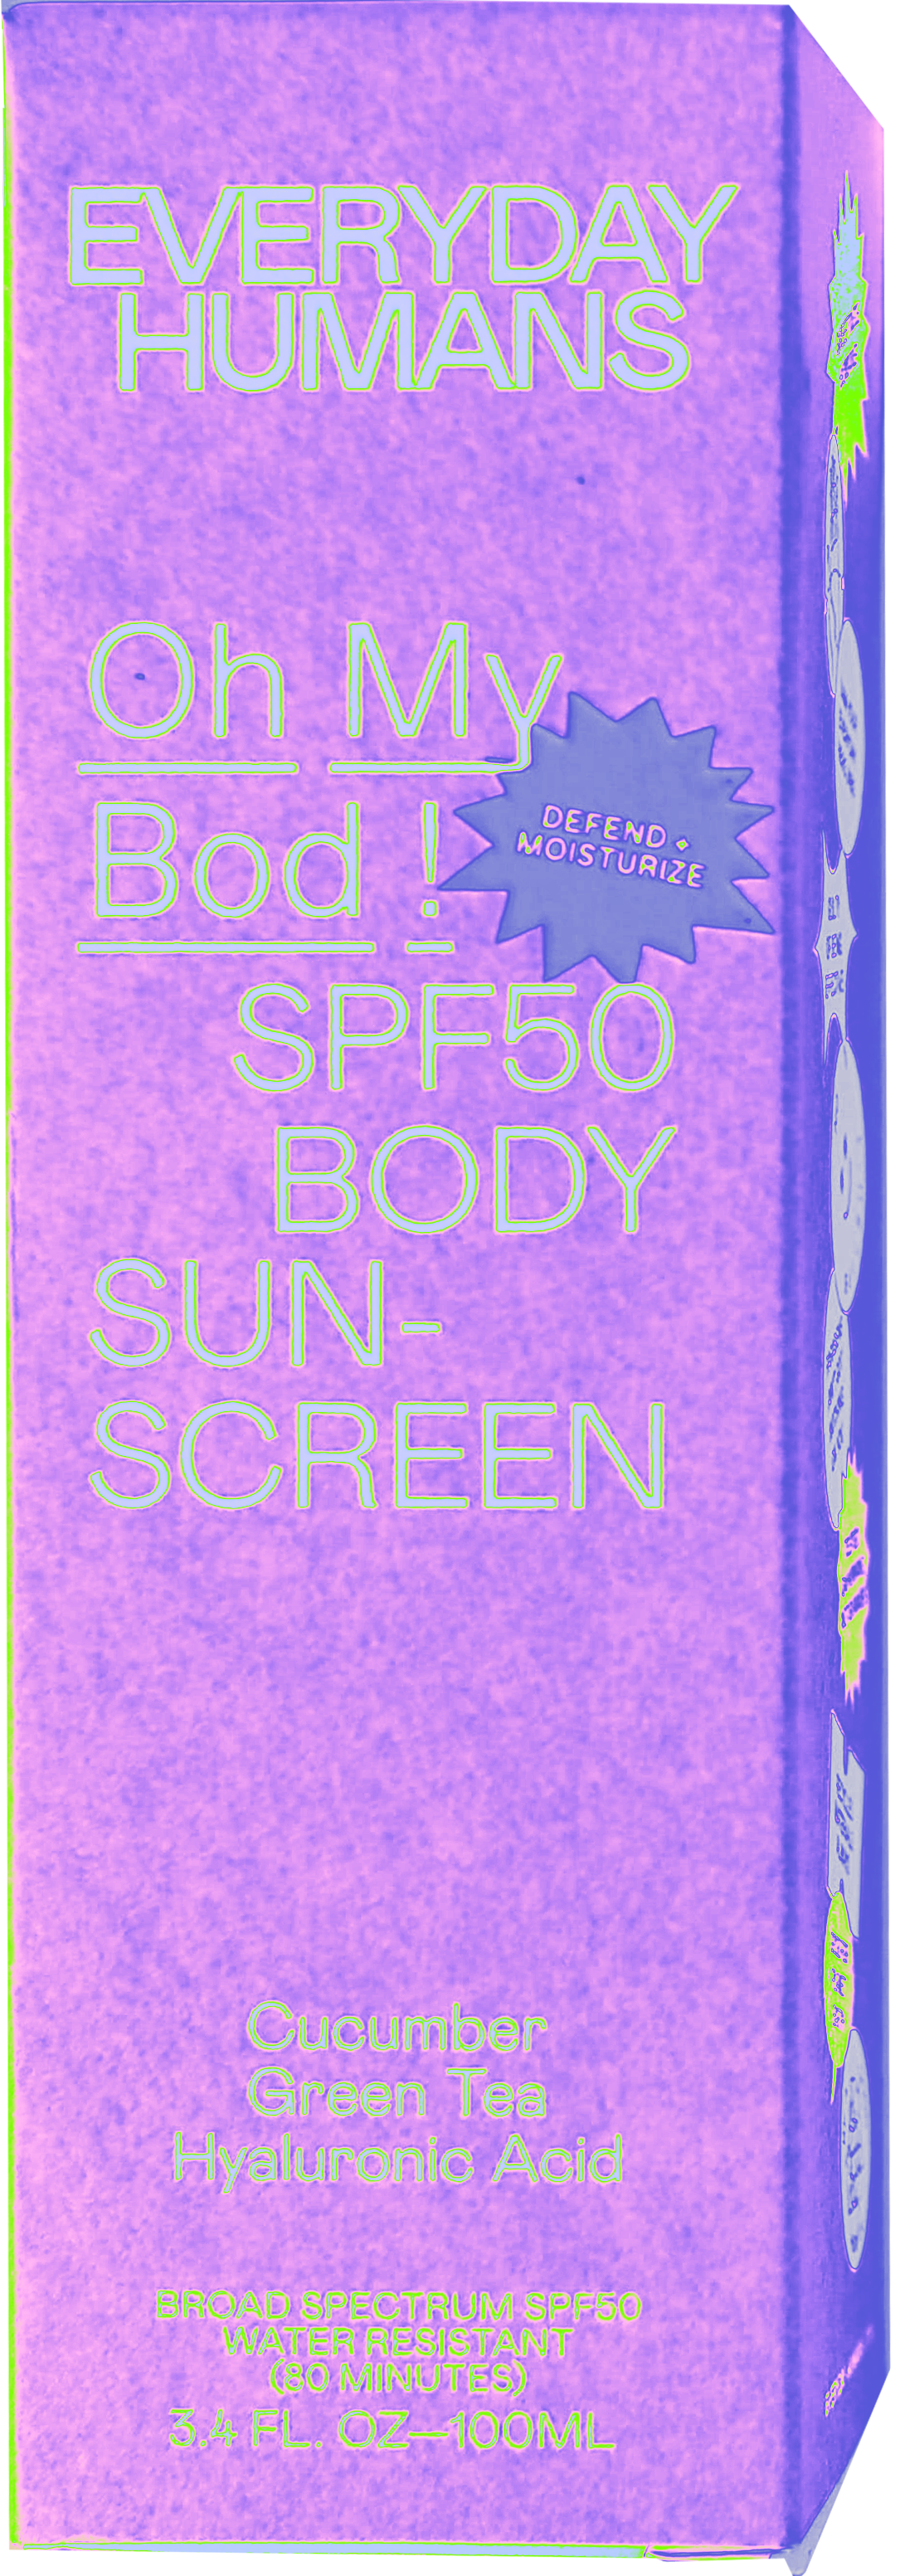 EVERYDAY
HUMANS
Oh My
Bod !
DEFEND +
MOISTURIZE
SPF50
BODY
SUN-
SCREEN
Cucumber
Green Tea
Hyaluronic Acid
BROAD SPECTRUM SPF50
WATER RESISTANT
(80 MINUTES)
3.4 FL. OZ—100ML